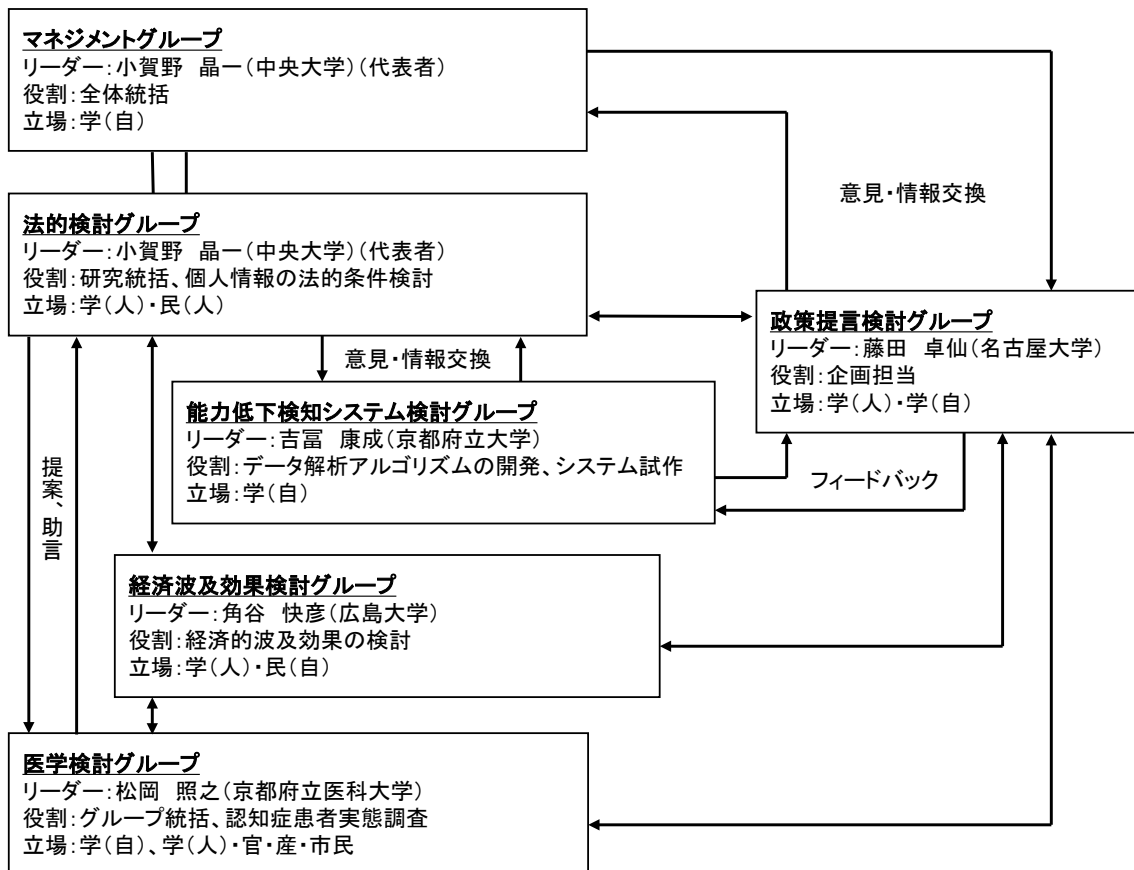 マネジメントグループ
リーダー：小賀野　晶一（中央大学）（代表者）
役割：全体統括
立場：学（自）
意見・情報交換
法的検討グループ
リーダー：小賀野　晶一（中央大学）（代表者）
役割：研究統括、個人情報の法的条件検討
立場：学（人）・民（人）
政策提言検討グループ
リーダー：藤田　卓仙（名古屋大学）
役割：企画担当
立場：学（人）・学（自）
意見・情報交換
能力低下検知システム検討グループ
リーダー：吉冨　康成（京都府立大学）
役割：データ解析アルゴリズムの開発、システム試作
立場：学（自）
フィードバック
提案、助言
経済波及効果検討グループ
リーダー：角谷　快彦（広島大学）
役割：経済的波及効果の検討
立場：学（人）・民（自）
医学検討グループ
リーダー：松岡　照之（京都府立医科大学）
役割：グループ統括、認知症患者実態調査
立場：学（自）、学（人）・官・産・市民